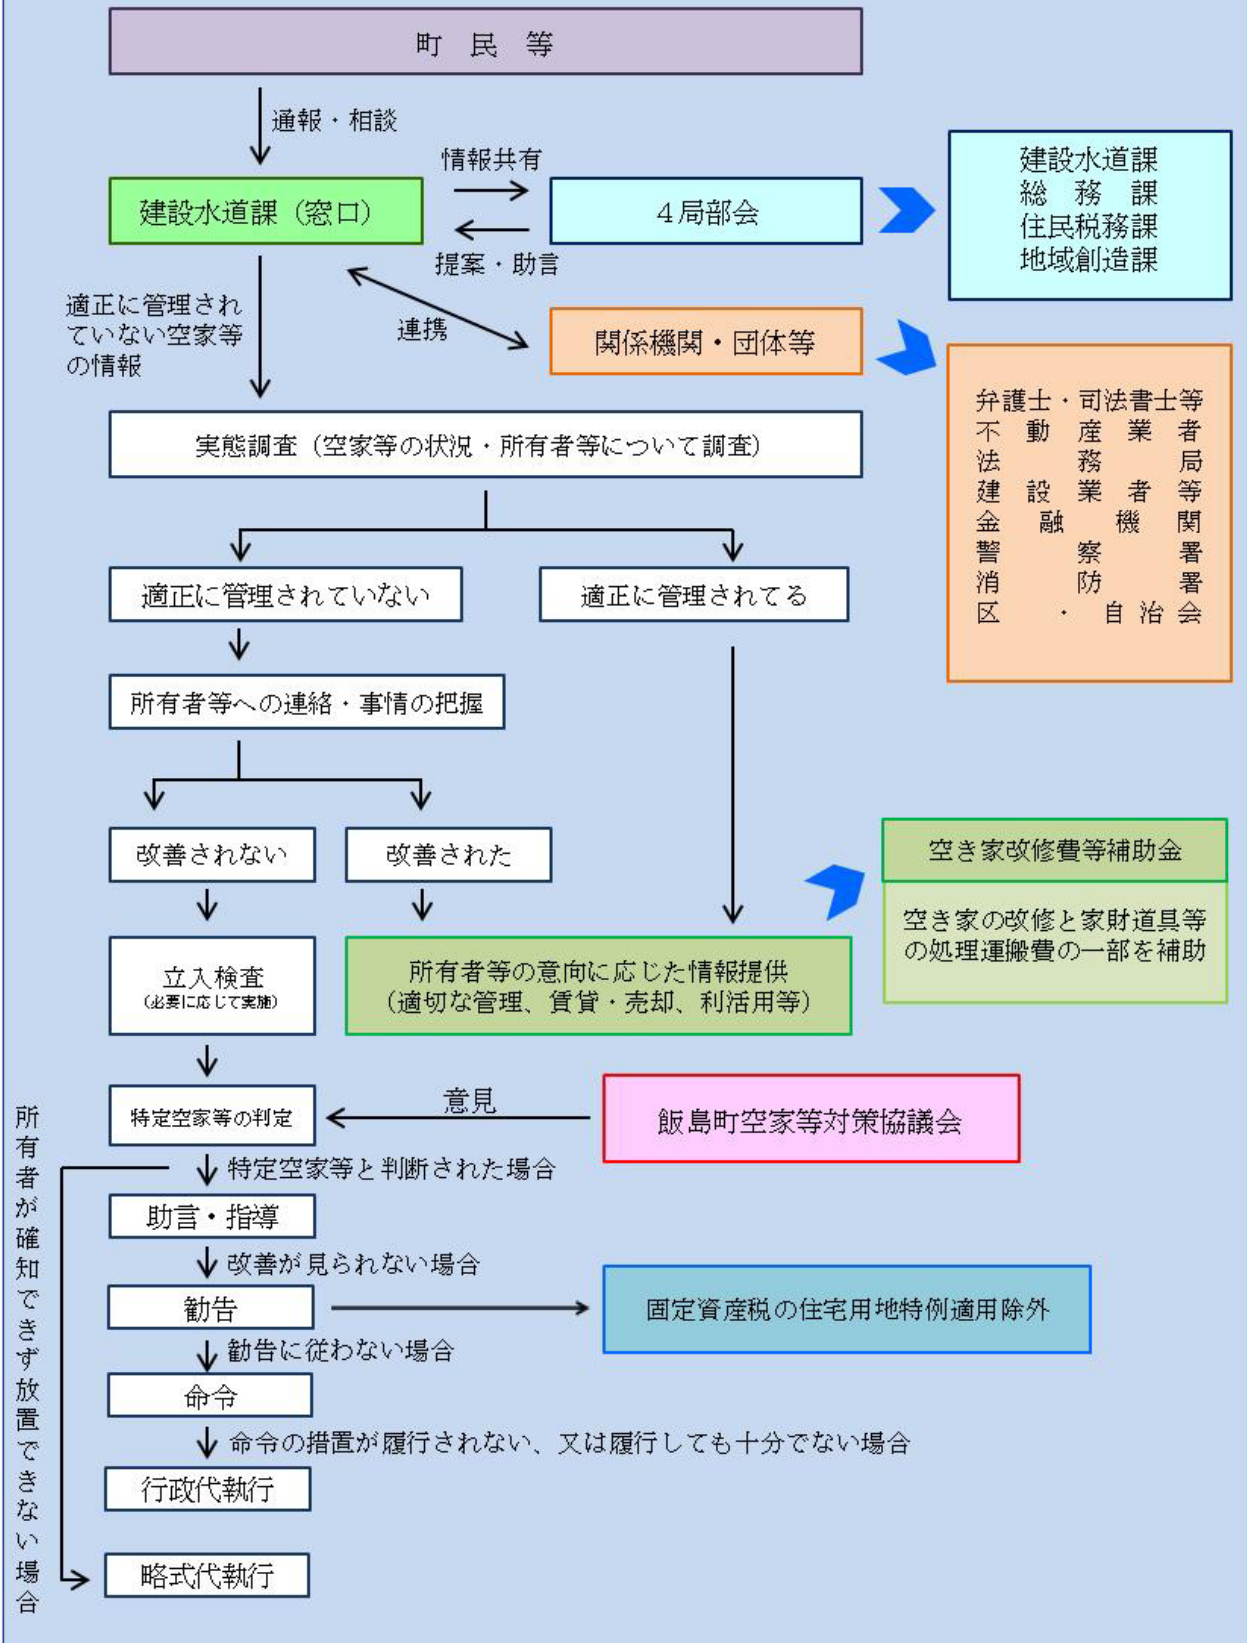 町民等
通報・相談
情報共有
建設水道課（窓口）
4局部会
提案・助言
建設水道課
総務課
住民税務課
地域創造課
適正に管理され
ていない空家等
の情報
連携
関係機関・団体等
弁護士・司法書士等
不動産業者
法務局
建設業者等
金融機関
警察署
消防署
区・自治会
実態調査（空家等の状況・所有者等について調査）
適正に管理されていない
適正に管理されてる
所有者等への連絡・事情の把握
改善されない
改善された
空き家改修費等補助金
空き家の改修と家財道具等
の処理運搬費の一部を補助
立入検査
（必要に応じて実施）
所有者等の意向に応じた情報提供
（適切な管理、賃貸・売却、利活用等）
特定空家等の判定
意見
飯島町空家等対策協議会
特定空家等と判断された場合
助言・指導
改善が見られない場合
勧告
固定資産税の住宅用地特例適用除外
勧告に従わない場合
命令
命令の措置が履行されない、又は履行しても十分でない場合
行政代執行
略式代執行
所有者が確知できず放置できない場合